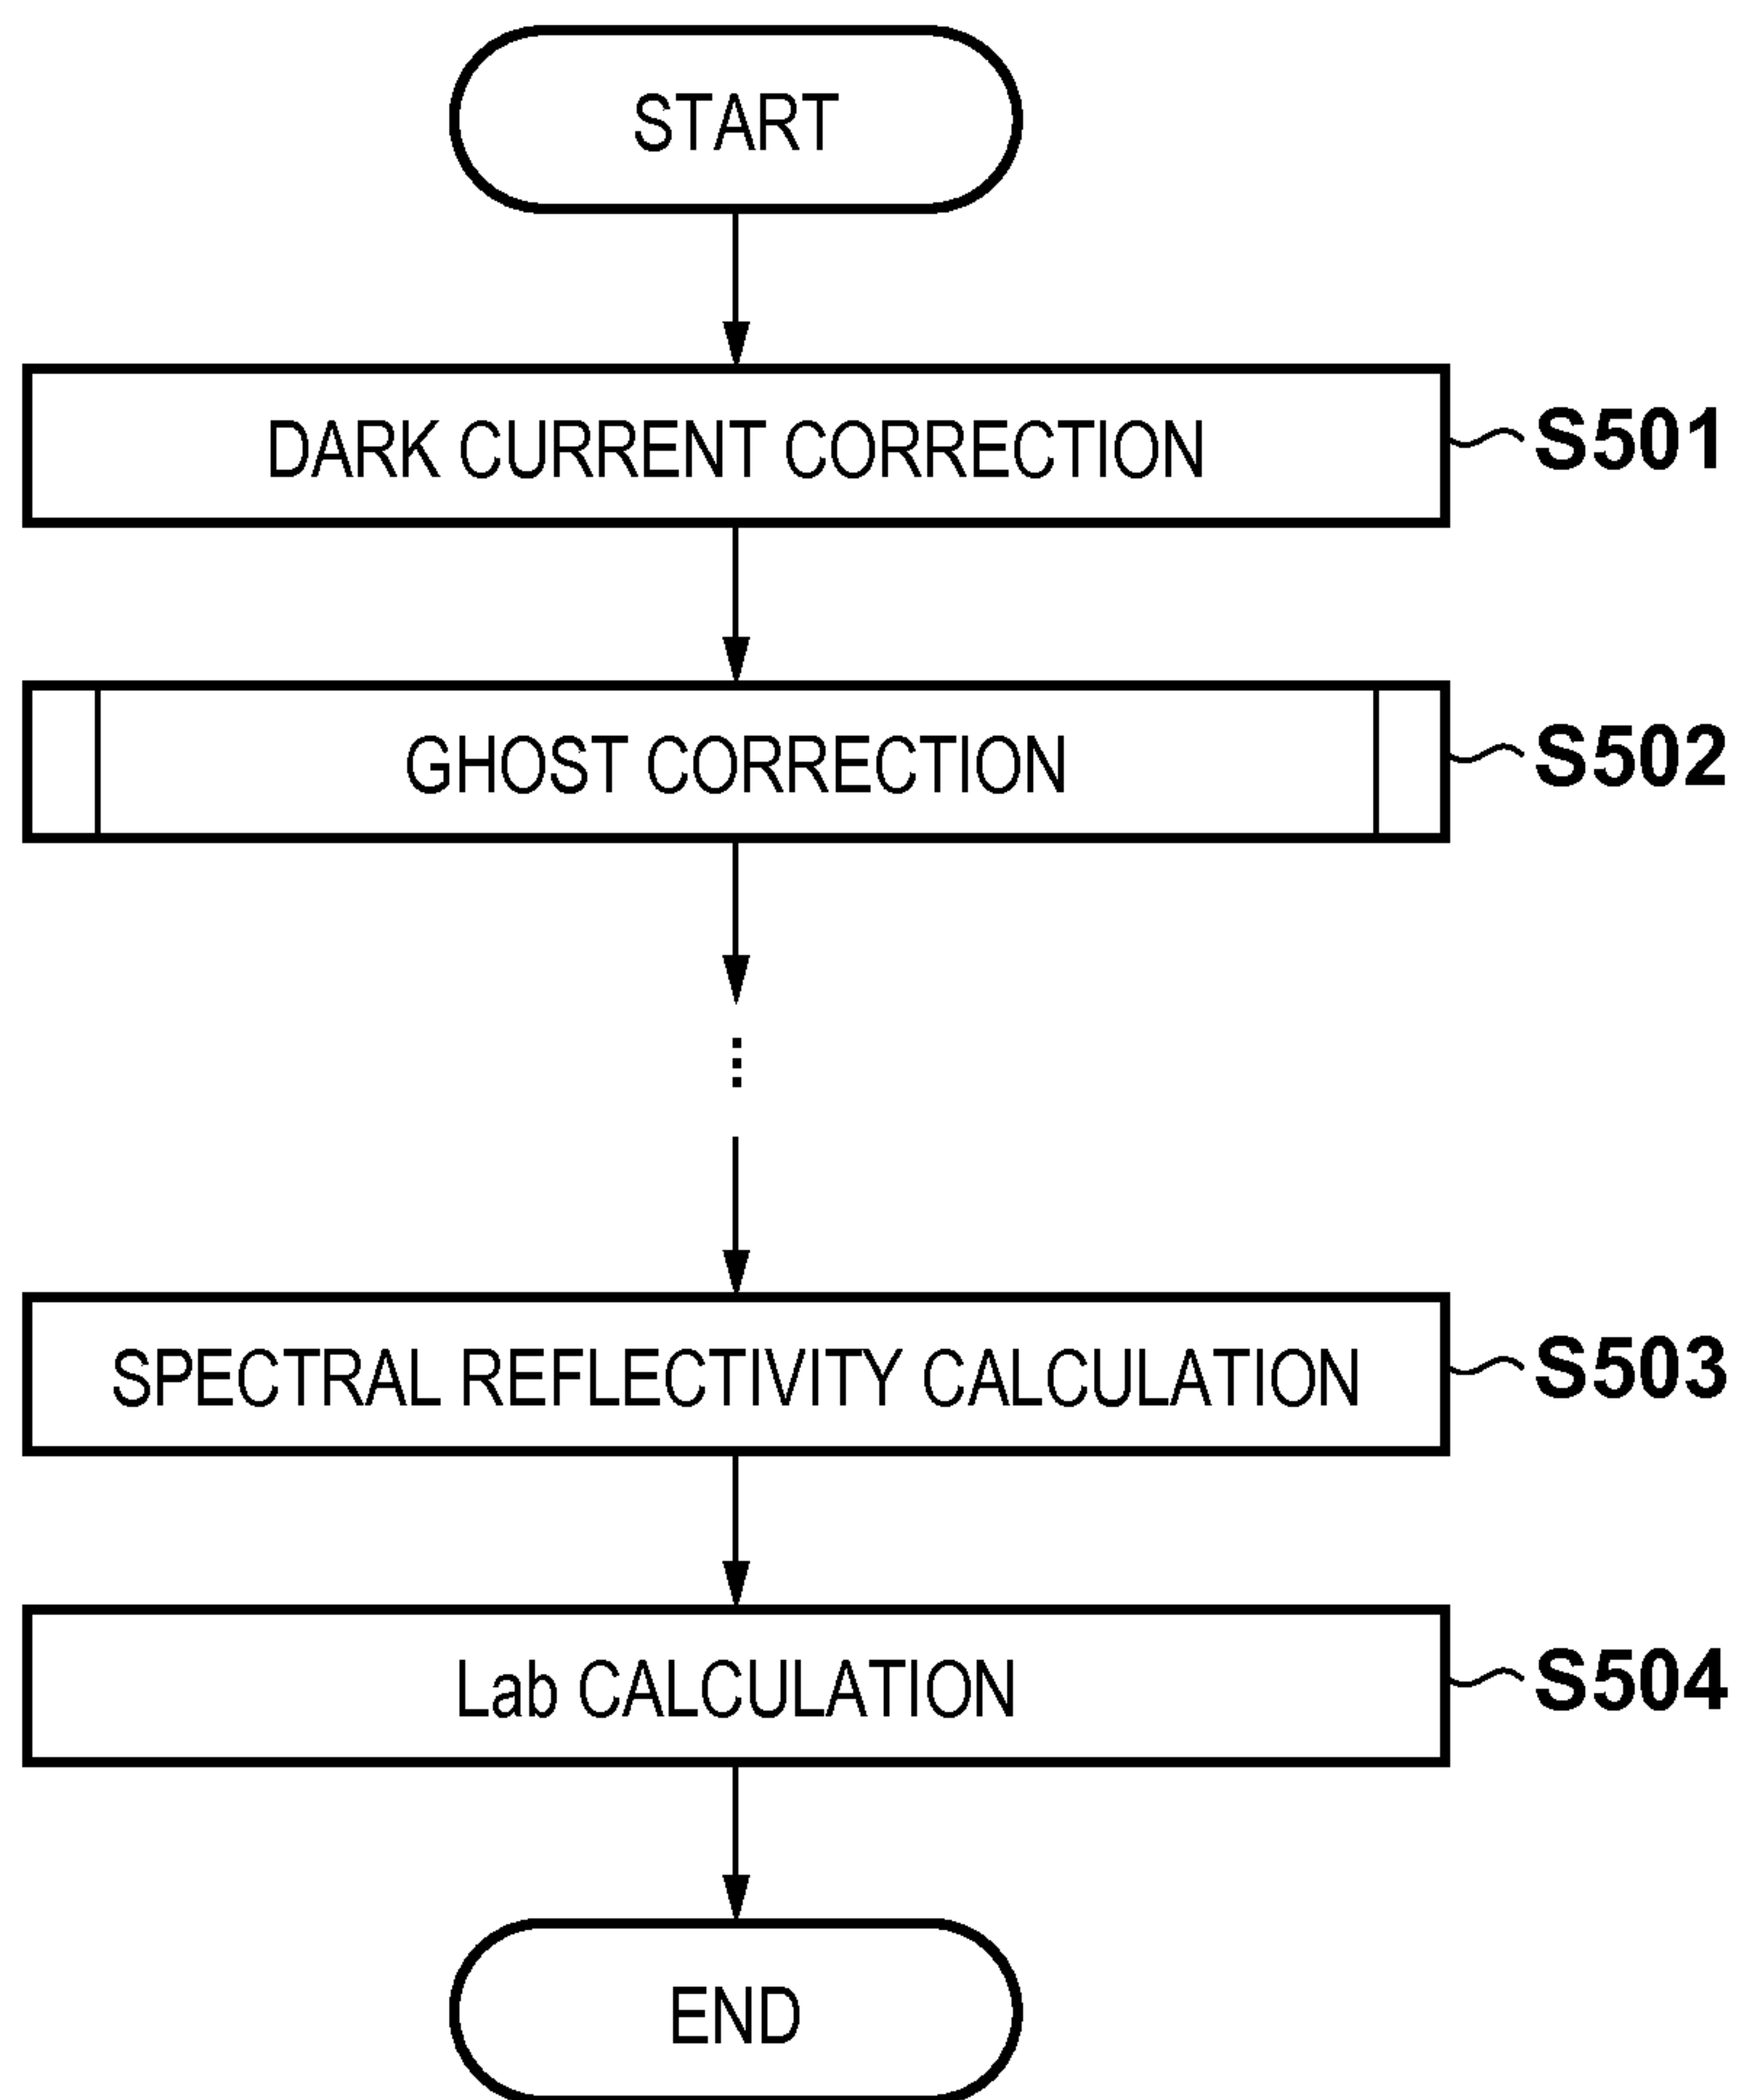 START
DARK CURRENT CORRECTION
S501
GHOST CORRECTION
S502
SPECTRAL REFLECTIVITY CALCULATION
S503
Lab CALCULATION
S504
END